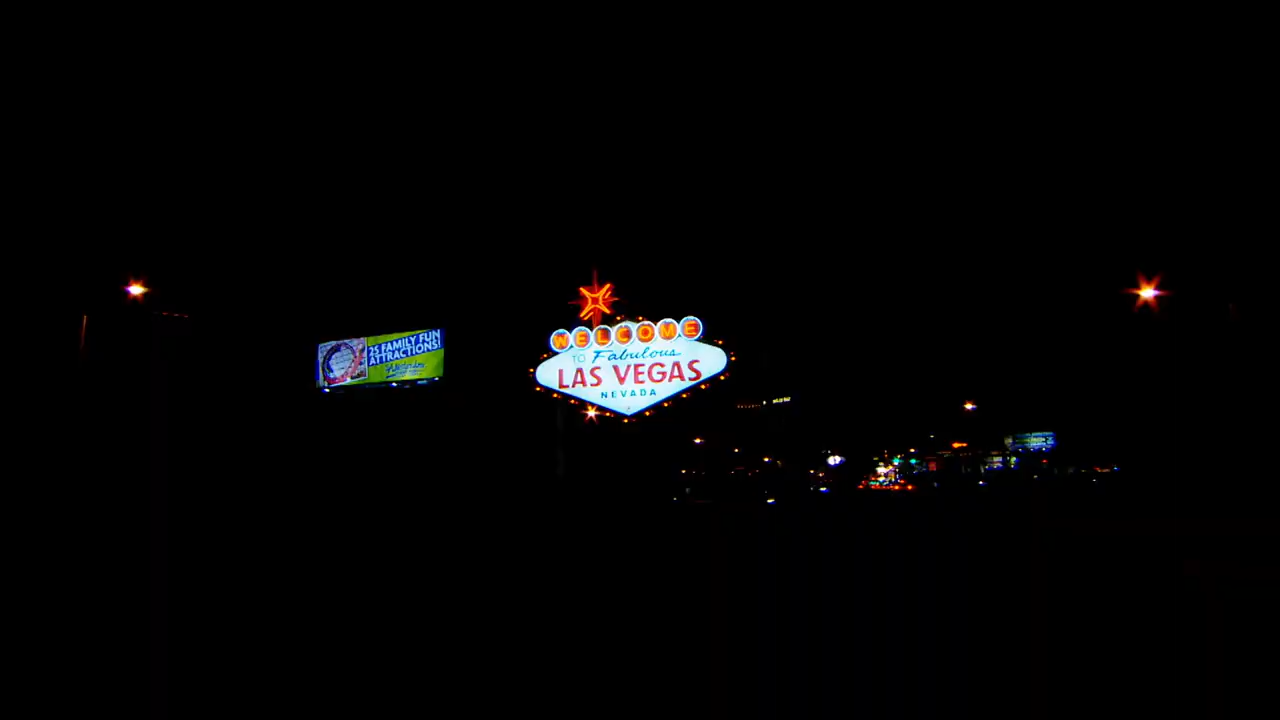 25 FAMILY FUN
ATTRACTIONS!
WELCOME
TO Fabulous
LAS VEGAS
NEVADA